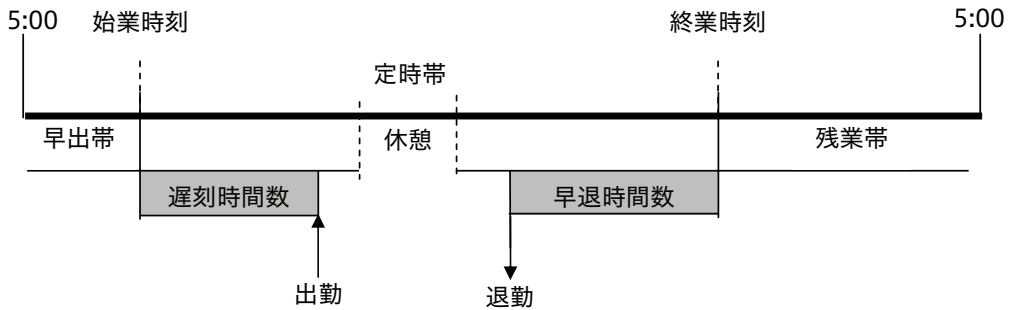 5:00 始業時刻 終業時刻 5:00
定時帯
早出帯 休憩 残業帯
遅刻時間数 早退時間数
出勤 退勤